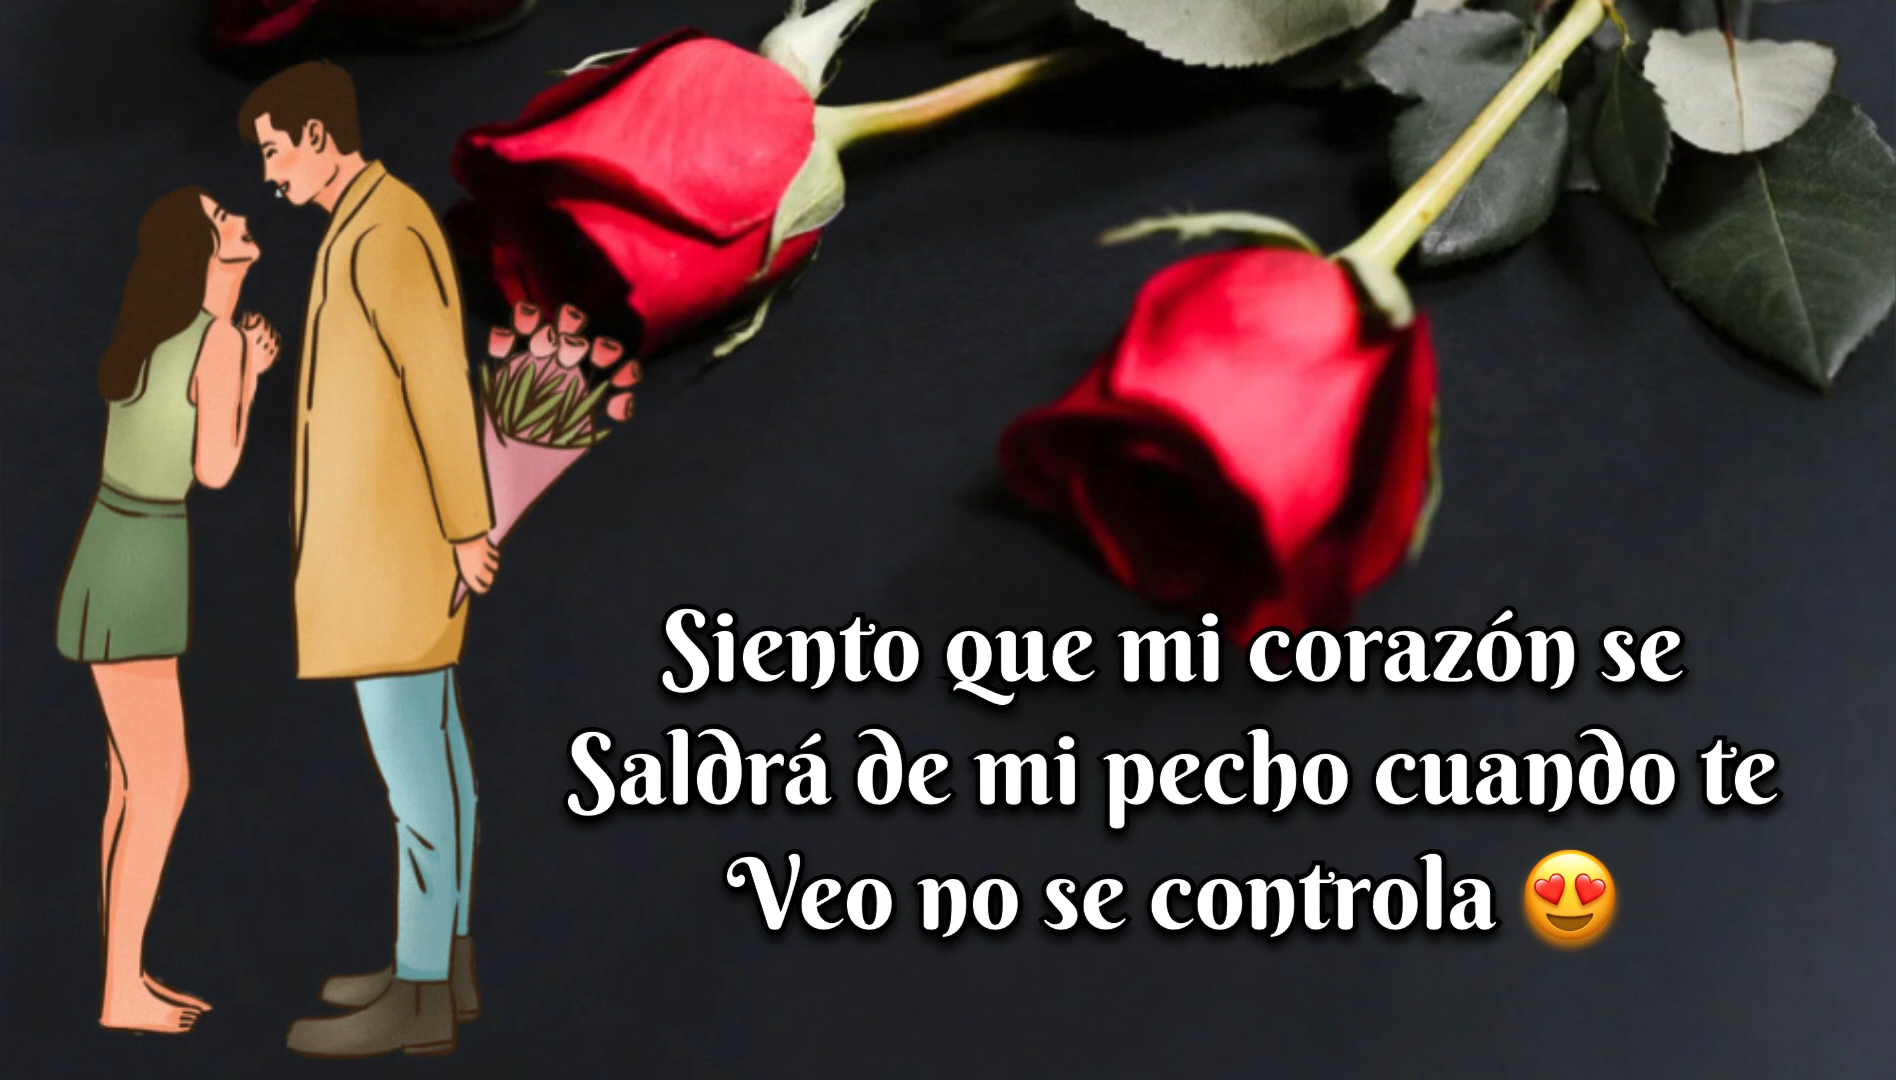 Siento que mi corazón se
Saldrá de mi pecho cuando te
Veo no se controla 😍